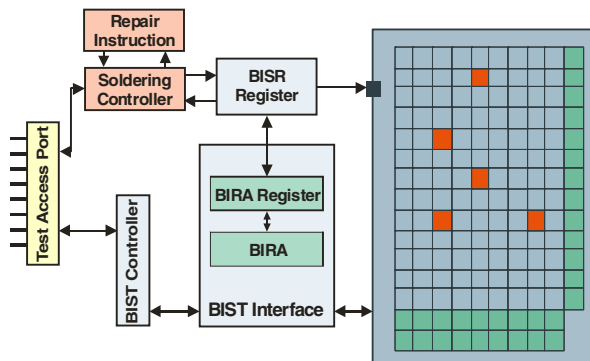 Repair
Instruction
Soldering
Controller
BISR
Register
Test Access Port
BIST Controller
BIRA Register
BIRA
BIST Interface